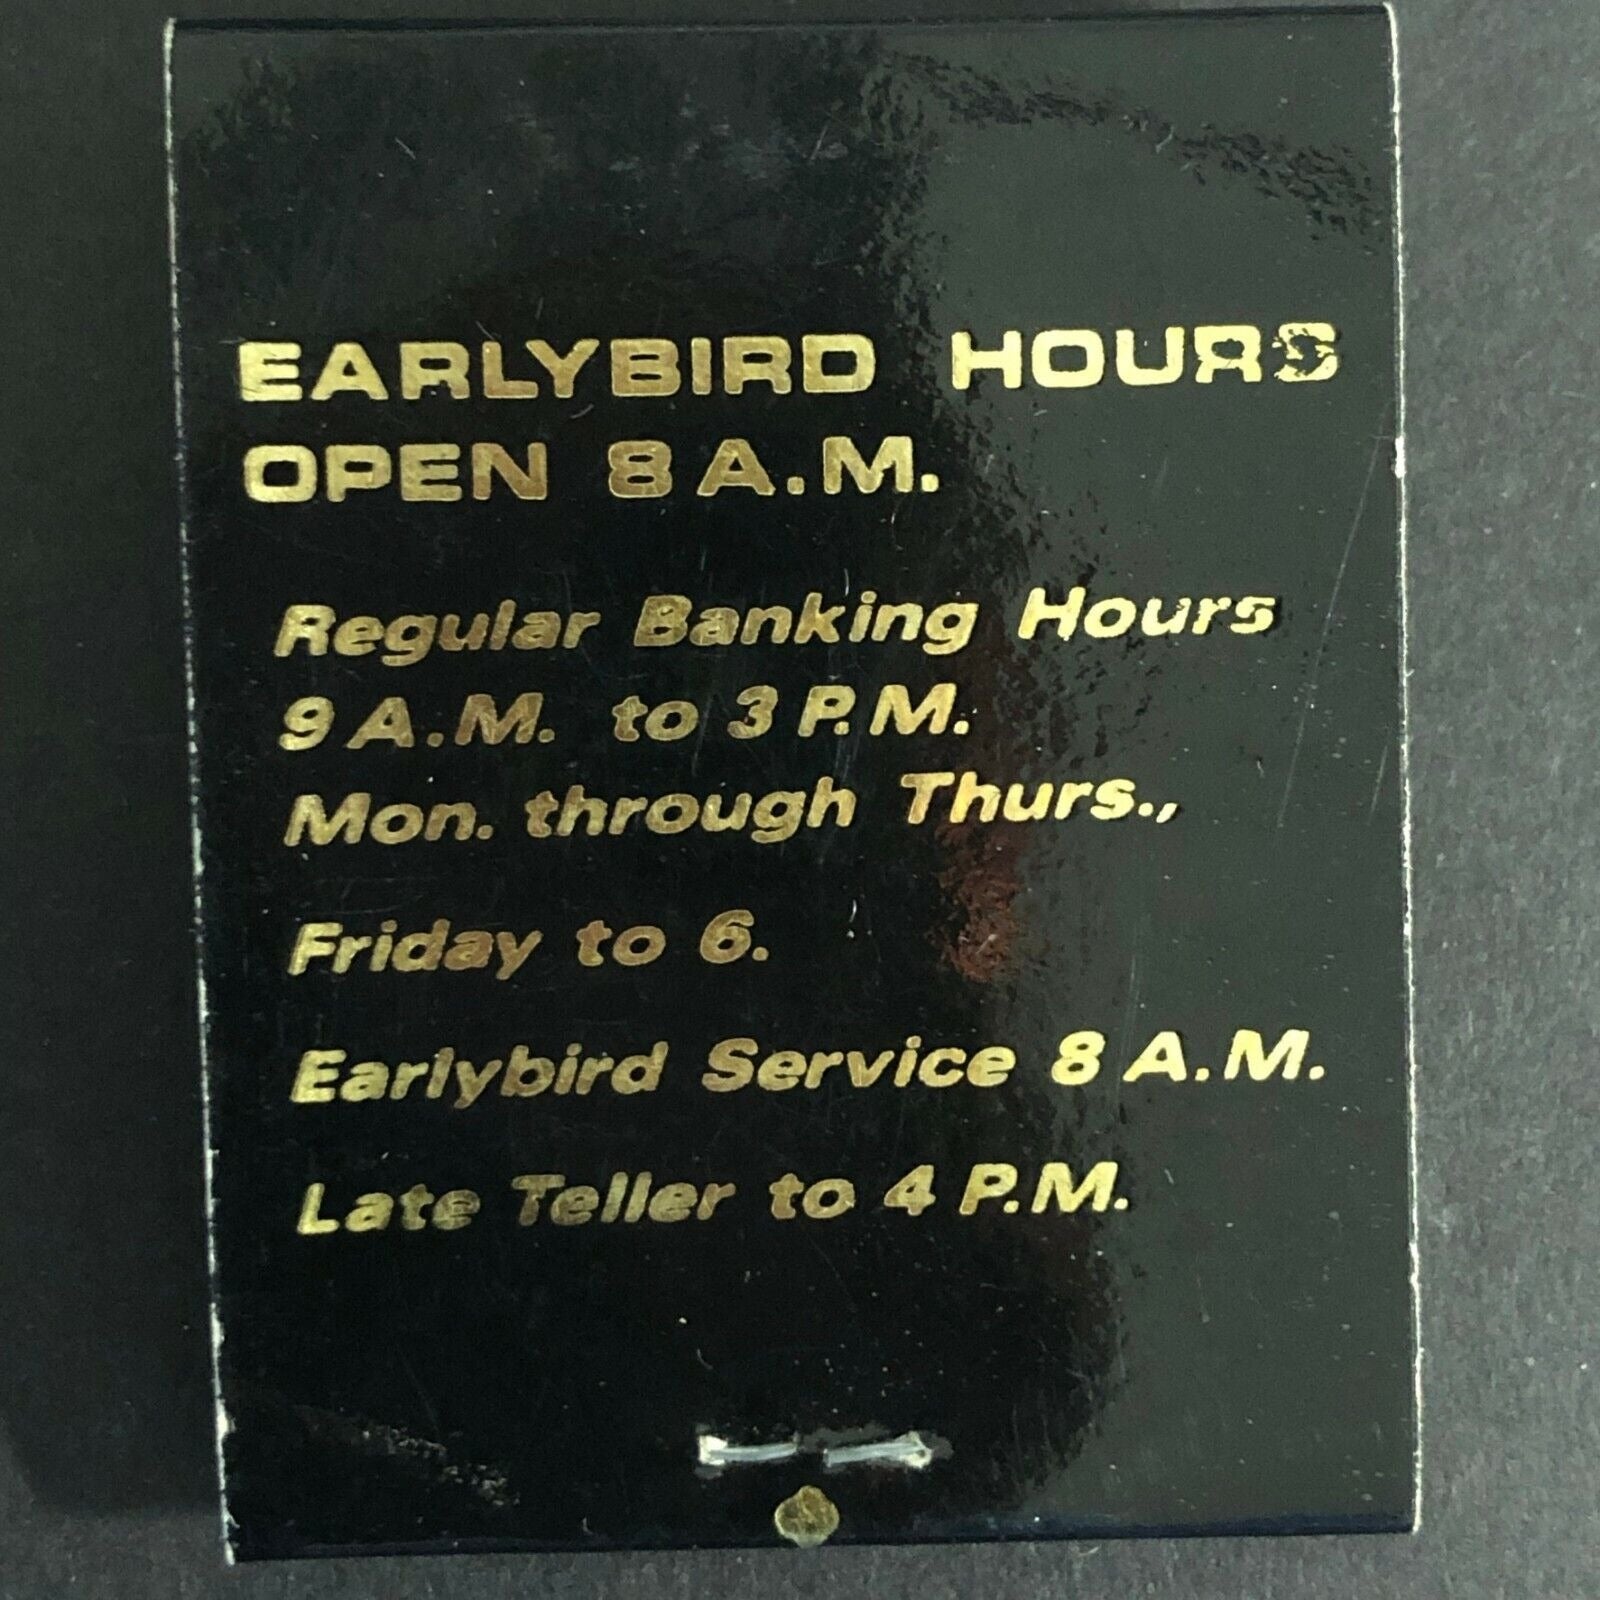 EARLYBIRD HOURS
OPEN 8 A.M.
Regular Banking Hours
9 A.M. to 3 P.M.
Mon. through Thurs.,
Friday to 6.
Earlybird Service 8 A.M.
Late Teller to 4 P.M.